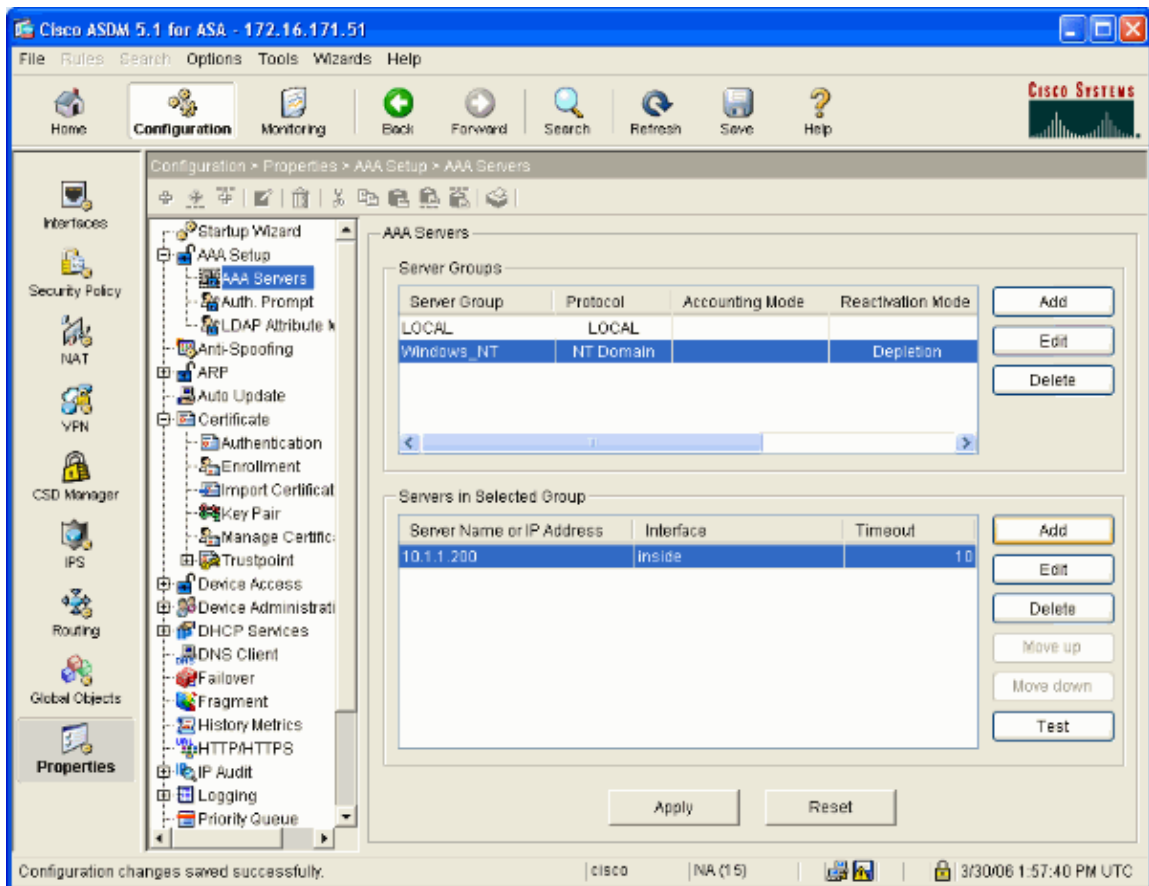 Cisco ASDM 5.1 for ASA - 172.16.171.51
File Rules Search Options Tools Wizards Help
Home Configuration Monitoring Back Forward Search Refresh Save Help
CISCO SYSTEMS
Configuration > Properties > AAA Setup > AAA Servers
Interfaces
Security Policy
NAT
VPN
CSD Manager
IPS
Routing
Global Objects
Properties
Startup Wizard
AAA Setup
AAA Servers
Auth. Prompt
LDAP Attribute M
Anti-Spoofing
ARP
Auto Update
Certificate
Authentication
Enrollment
Import Certificat
Key Pair
Manage Certific
Trustpoint
Device Access
Device Administrati
DHCP Services
DNS Client
Failover
Fragment
History Metrics
HTTP/HTTPS
IP Audit
Logging
Priority Queue
AAA Servers
Server Groups
Server Group Protocol Accounting Mode Reactivation Mode
LOCAL LOCAL
Windows_NT NT Domain Depletion
Add
Edit
Delete
Servers in Selected Group
Server Name or IP Address Interface Timeout
10.1.1.200 inside 10
Add
Edit
Delete
Move up
Move down
Test
Apply Reset
Configuration changes saved successfully. cisco NA (15) 3/30/06 1:57:40 PM UTC